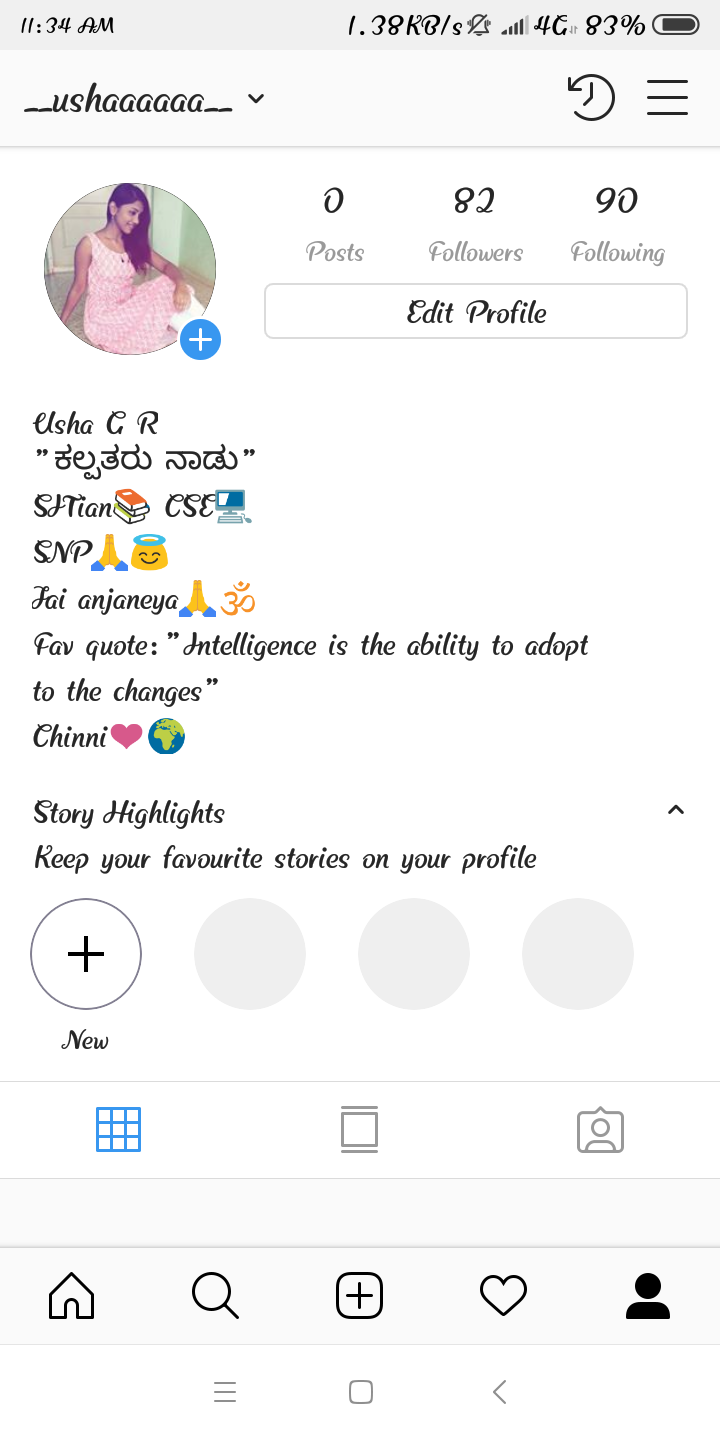 11:34 AM 1.38KB/s 4G 83%
__ushaaaaaa__
0 82 90
Posts Followers Following
Edit Profile
Usha G R
"ಕಲ್ಪತರು ನಾಡು"
SITian📚 CSE💻
SNP🙏😇
Jai anjaneya🙏🕉
Fav quote:"Intelligence is the ability to adopt
to the changes"
Chinni❤🌍
Story Highlights
Keep your favourite stories on your profile
New